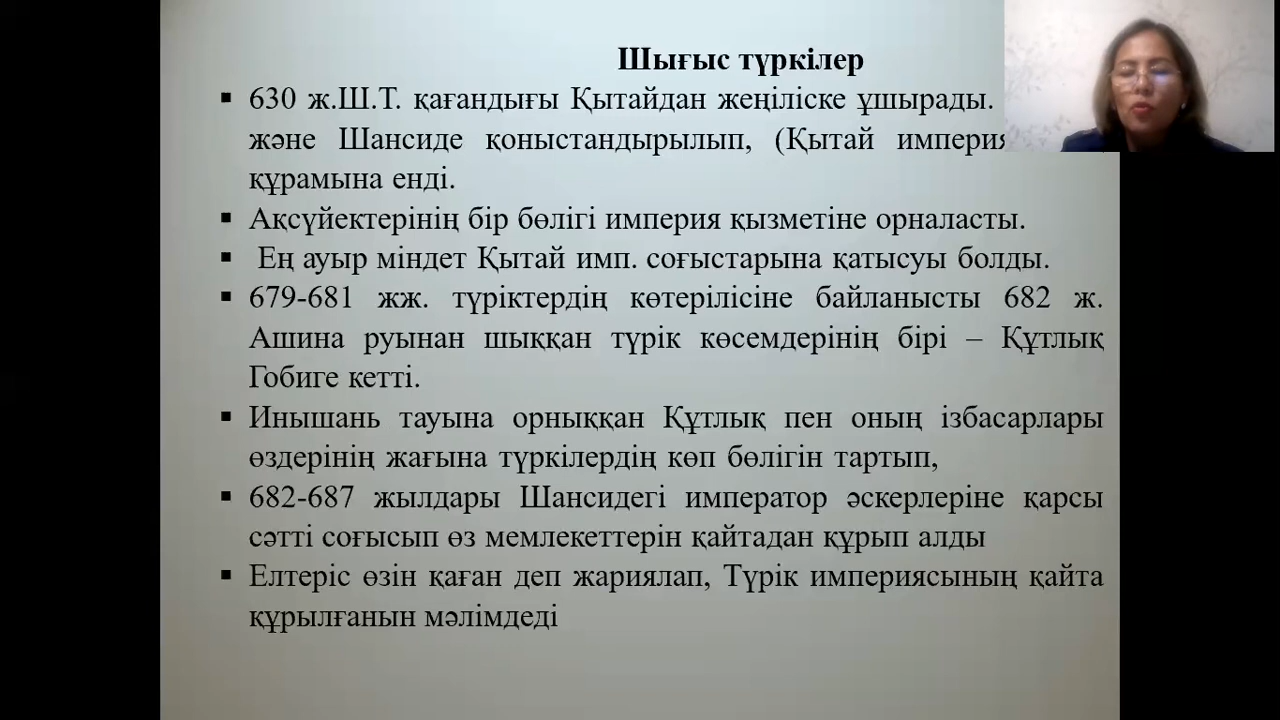 Шығыс түркілер
▪ 630 ж.Ш.Т. қағандығы Қытайдан жеңіліске ұшырады.
және Шансиде қоныстандырылып, (Қытай
құрамына енді.
▪ Ақсүйектерінің бір бөлігі империя қызметіне орналасты.
▪ Ең ауыр міндет Қытай имп. соғыстарына қатысуы болды.
▪ 679-681 жж. түріктердің көтерілісіне байланысты 682 ж.
Ашина руынан шыққан түрік көсемдерінің бірі – Құтлық
Гобиге кетті.
▪ Инышань тауына орныққан Құтлық пен оның ізбасарлары
өздерінің жағына түркілердің көп бөлігін тартып,
▪ 682-687 жылдары Шансидегі император әскерлеріне қарсы
сәтті соғысып өз мемлекеттерін қайтадан құрып алды
▪ Елтеріс өзін қаған деп жариялап, Түрік империясының қайта
құрылғанын мәлімдеді